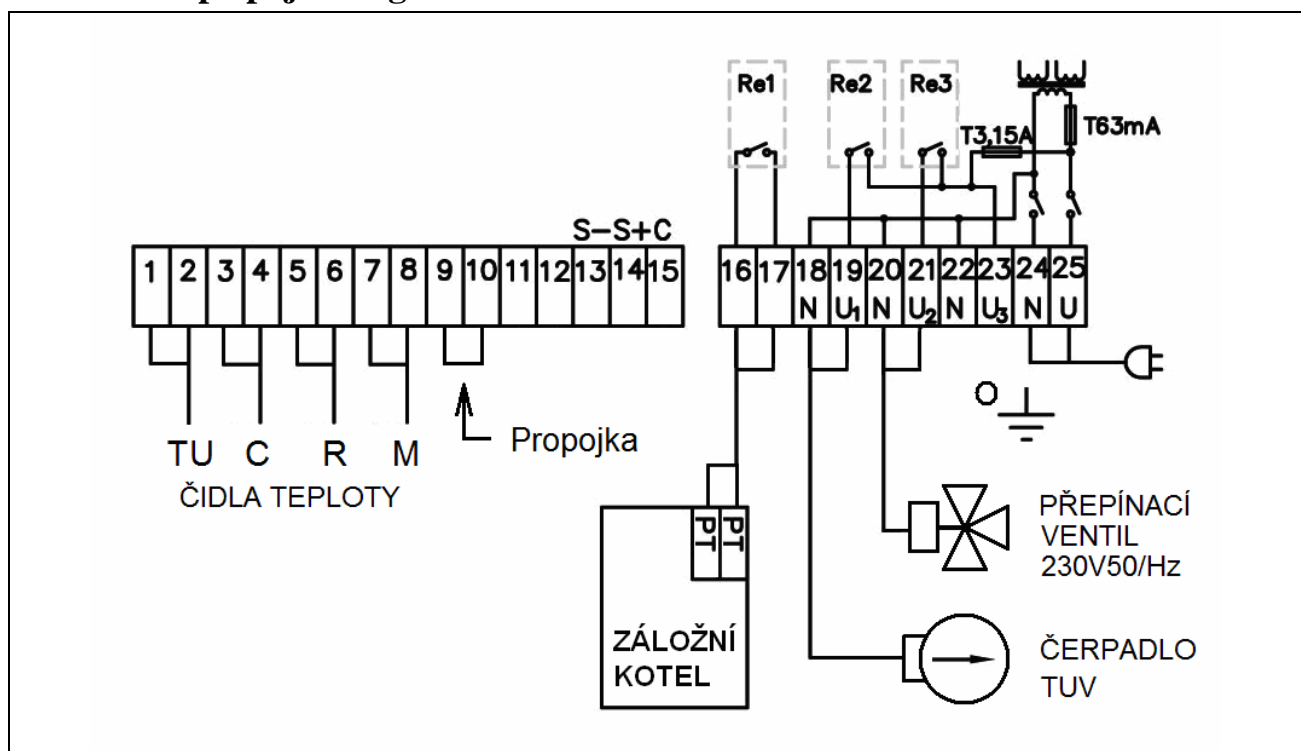 Re1 Re2 Re3
T3,15A T63mA
S-S+C
1 2 3 4 5 6 7 8 9 10 11 12 13 14 15
16 17 18 19 20 21 22 23 24 25
N U1 N U2 N U3 N U
TU C R M
ČIDLA TEPLOTY
Propojka
PT PT
ZÁLOŽNÍ
KOTEL
PŘEPÍNACÍ
VENTIL
230V50/Hz
ČERPADLO
TUV